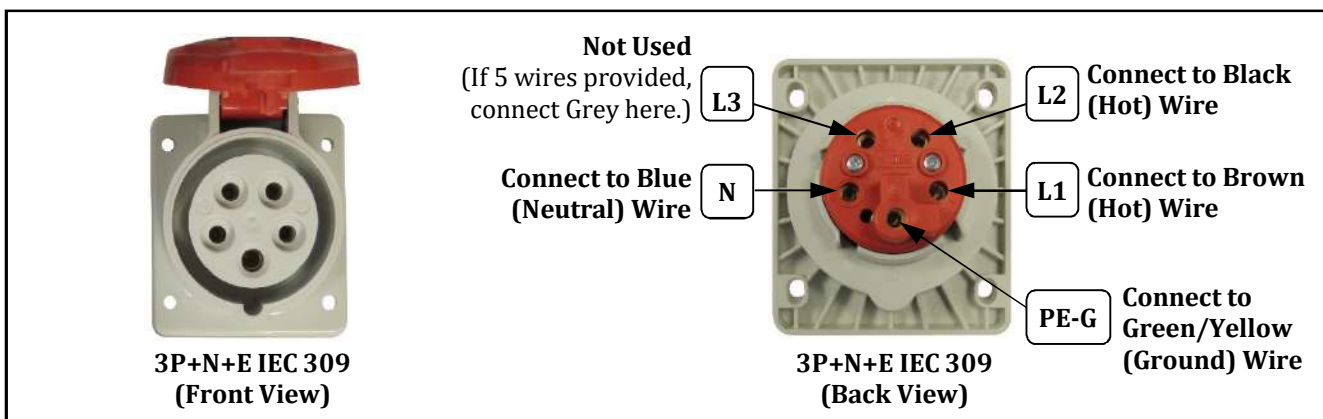 Not Used
(If 5 wires provided,
connect Grey here.)
L3
L2
Connect to Black
(Hot) Wire
Connect to Blue
(Neutral) Wire
N
L1
Connect to Brown
(Hot) Wire
PE-G
Connect to
Green/Yellow
(Ground) Wire
3P+N+E IEC 309
(Front View)
3P+N+E IEC 309
(Back View)